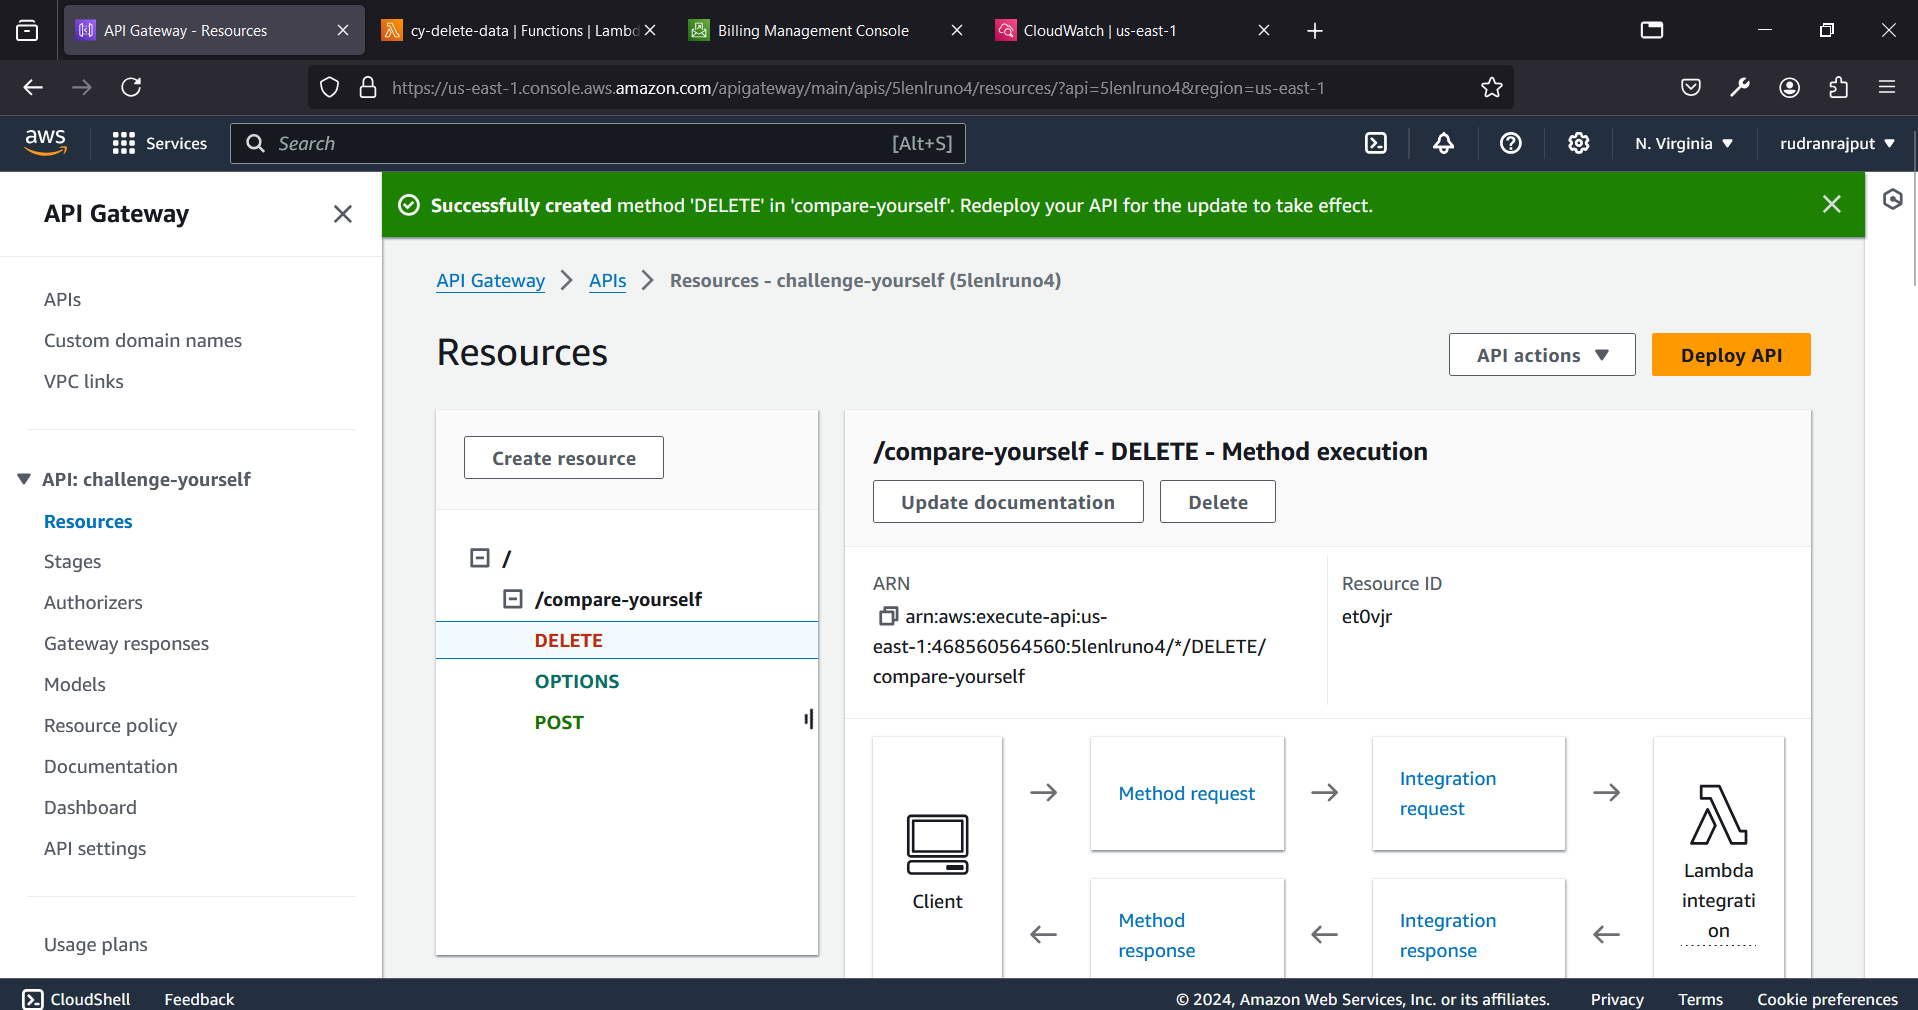 API Gateway - Resources
cy-delete-data | Functions | Lambd
Billing Management Console
CloudWatch | us-east-1
https://us-east-1.console.aws.amazon.com/apigateway/main/apis/5lenlruno4/resources/?api=5lenlruno4&region=us-east-1
aws
Services
Search
[Alt+S]
N. Virginia
rudranrajput
API Gateway
Successfully created method 'DELETE' in 'compare-yourself'. Redeploy your API for the update to take effect.
APIs
Custom domain names
VPC links
API: challenge-yourself
Resources
Stages
Authorizers
Gateway responses
Models
Resource policy
Documentation
Dashboard
API settings
Usage plans
API Gateway
APIs
Resources - challenge-yourself (5lenlruno4)
Resources
API actions
Deploy API
Create resource
/
/compare-yourself
DELETE
OPTIONS
POST
/compare-yourself - DELETE - Method execution
Update documentation
Delete
ARN
arn:aws:execute-api:us-
east-1:468560564560:5lenlruno4/*/DELETE/
compare-yourself
Resource ID
et0vjr
Client
Method request
Integration
request
Lambda
integrati
on
Method
response
Integration
response
CloudShell
Feedback
© 2024, Amazon Web Services, Inc. or its affiliates.
Privacy
Terms
Cookie preferences